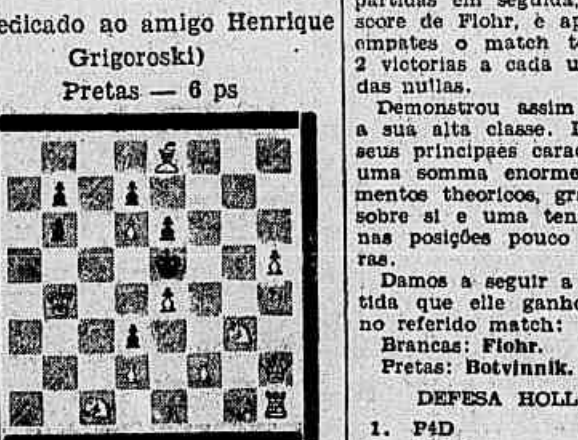 edicado ao amigo Henrique
Grigoroski)
Pretas — 6 ps
partidas em seguida,
score de Flohr, e ap
ompates o match t
2 victorias a cada u
das nullas.
Demonstrou assim
a sua alta classe.
seus principaes carac
uma somma enorme
mentos theoricos, gr
sobre si e uma ten
nas posições pouco
ras.
Damos a seguir a
tida que elle ganho
no referido match:
Brancas: Flohr.
Pretas: Botvinnik.
DEFESA HOLL
1. P4D